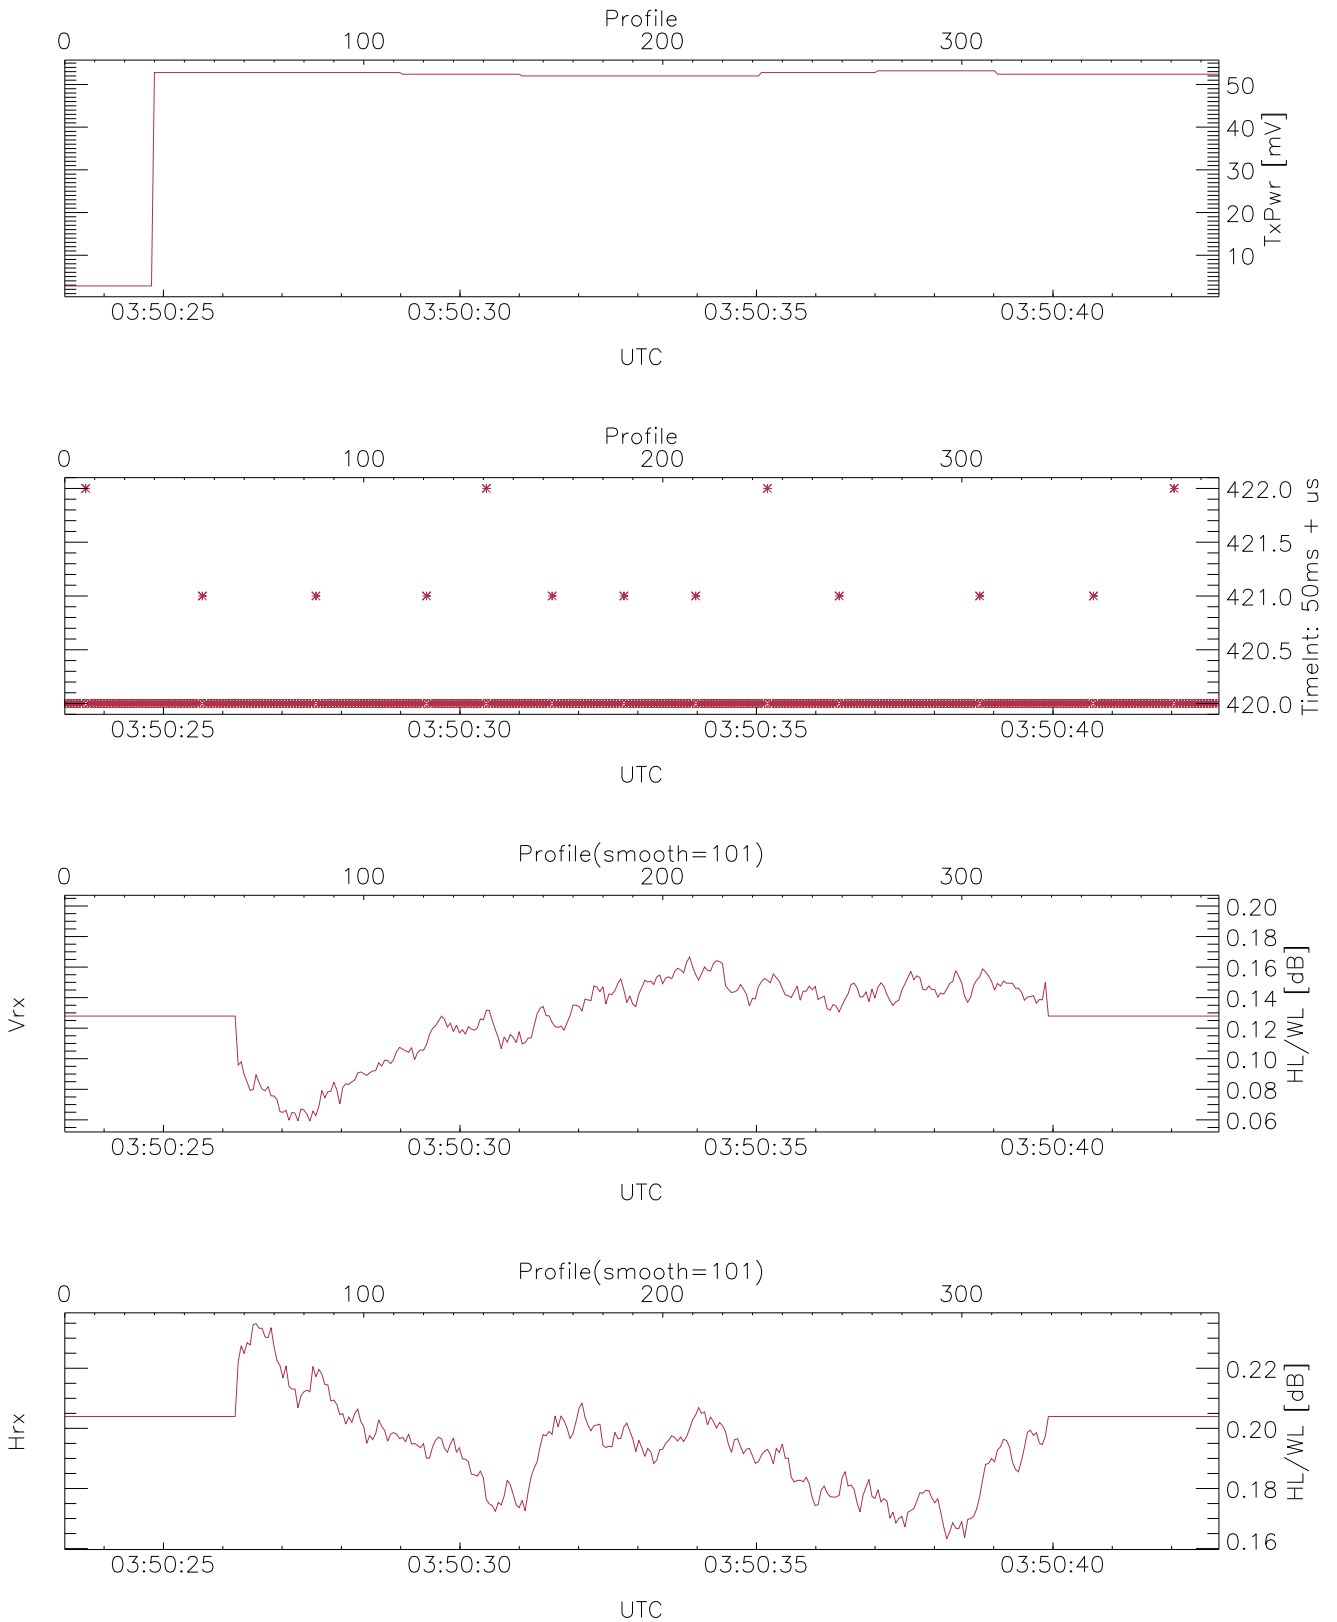 Profile
0 100 200 300
50
40
30
20
10
TxPwr [mV]
03:50:25 03:50:30 03:50:35 03:50:40
UTC
Profile
0 100 200 300
422.0
421.5
421.0
420.5
420.0
TimeInt: 50ms + us
03:50:25 03:50:30 03:50:35 03:50:40
UTC
Profile(smooth=101)
0 100 200 300
Vrx
0.20
0.18
0.16
0.14
0.12
0.10
0.08
0.06
HL/WL [dB]
03:50:25 03:50:30 03:50:35 03:50:40
UTC
Profile(smooth=101)
0 100 200 300
Hrx
0.22
0.20
0.18
0.16
HL/WL [dB]
03:50:25 03:50:30 03:50:35 03:50:40
UTC